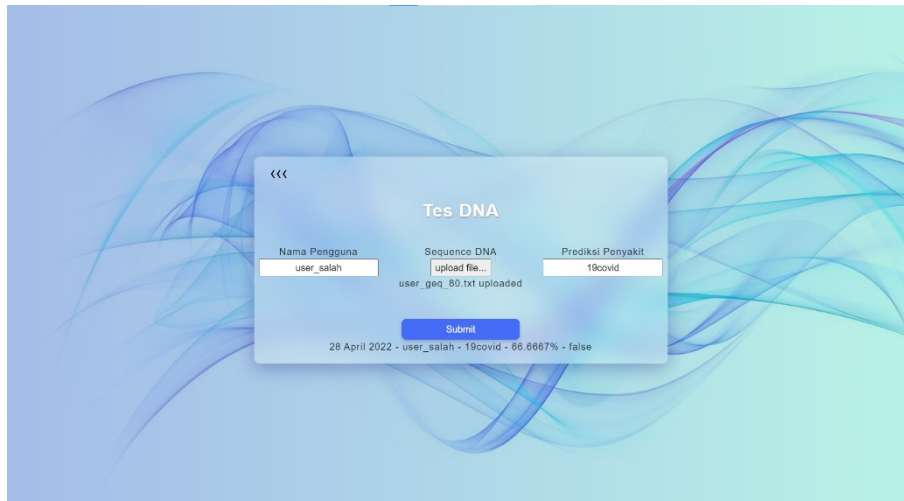 ‹‹‹
Tes DNA
Nama Pengguna Sequence DNA Prediksi Penyakit
user_salah upload file... 19covid
user_geq_80.txt uploaded
Submit
28 April 2022 - user_salah - 19covid - 66.6667% - false